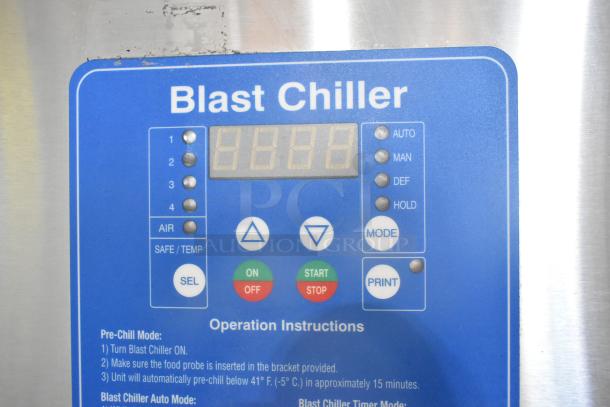 Blast Chiller
1
2
3
4
AIR
SAFE / TEMP
SEL
AUTO
MAN
DEF
HOLD
MODE
PRINT
ON
OFF
START
STOP
PCI
AUCTION GROUP
Operation Instructions
Pre-Chill Mode:
1) Turn Blast Chiller ON.
2) Make sure the food probe is inserted in the bracket provided.
3) Unit will automatically pre-chill below 41° F. (-5° C.) in approximately 15 minutes.
Blast Chiller Auto Mode:
Blast Chiller Timer Mode: